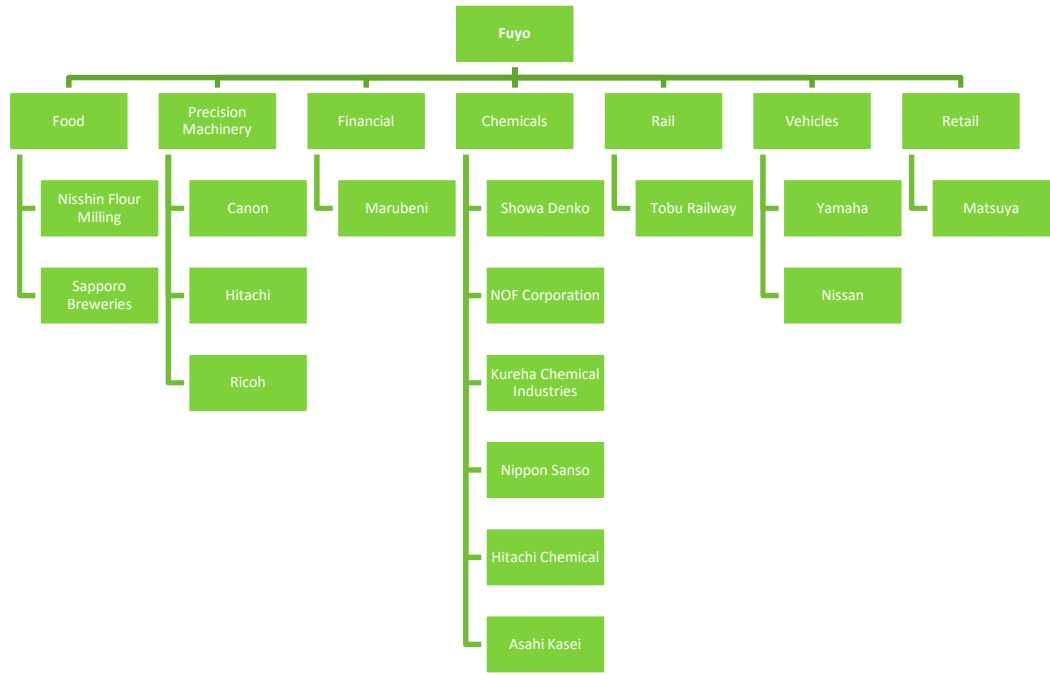 Fuyo
Food
Precision
Machinery
Financial
Chemicals
Rail
Vehicles
Retail
Nisshin Flour
Milling
Canon
Marubeni
Showa Denko
Tobu Railway
Yamaha
Matsuya
Sapporo
Breweries
Hitachi
NOF Corporation
Nissan
Ricoh
Kureha Chemical
Industries
Nippon Sanso
Hitachi Chemical
Asahi Kasei